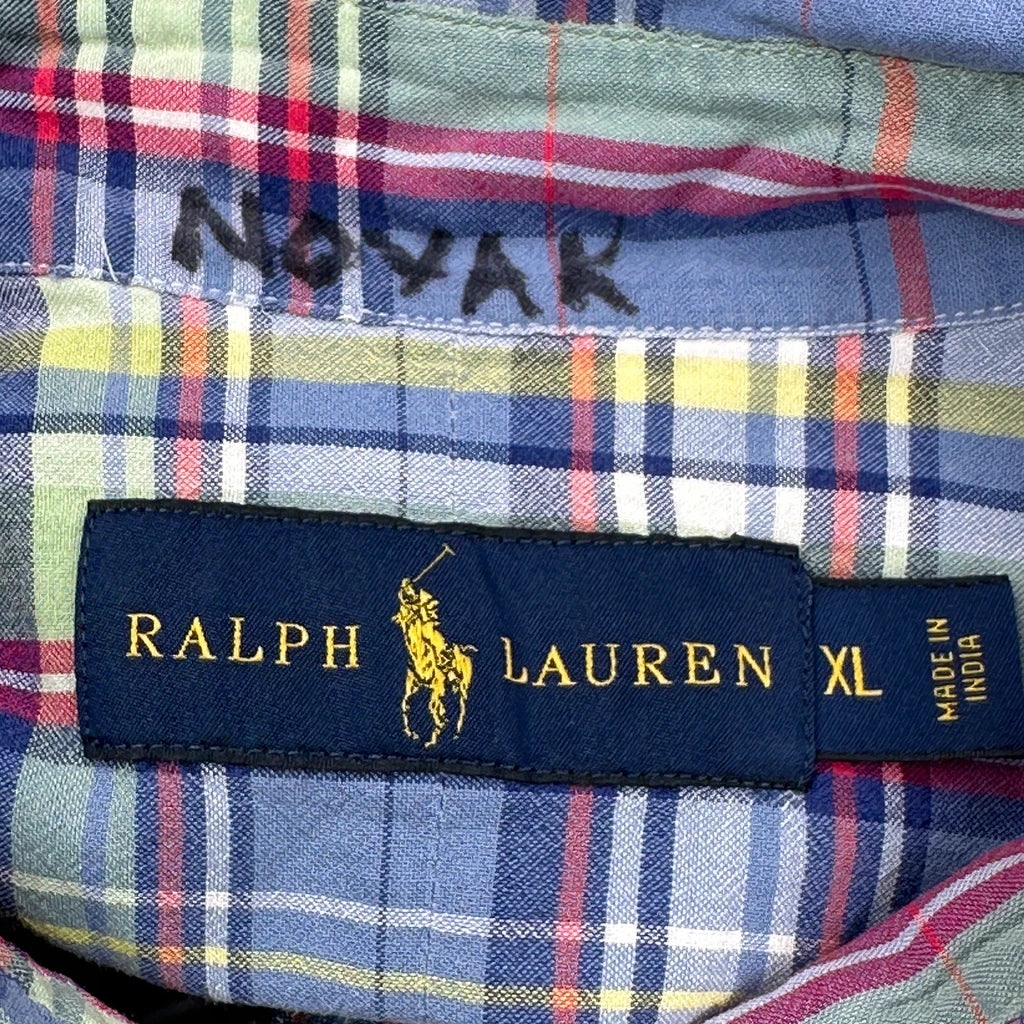 NOVAK
RALPH LAUREN
XL
MADE IN
INDIA